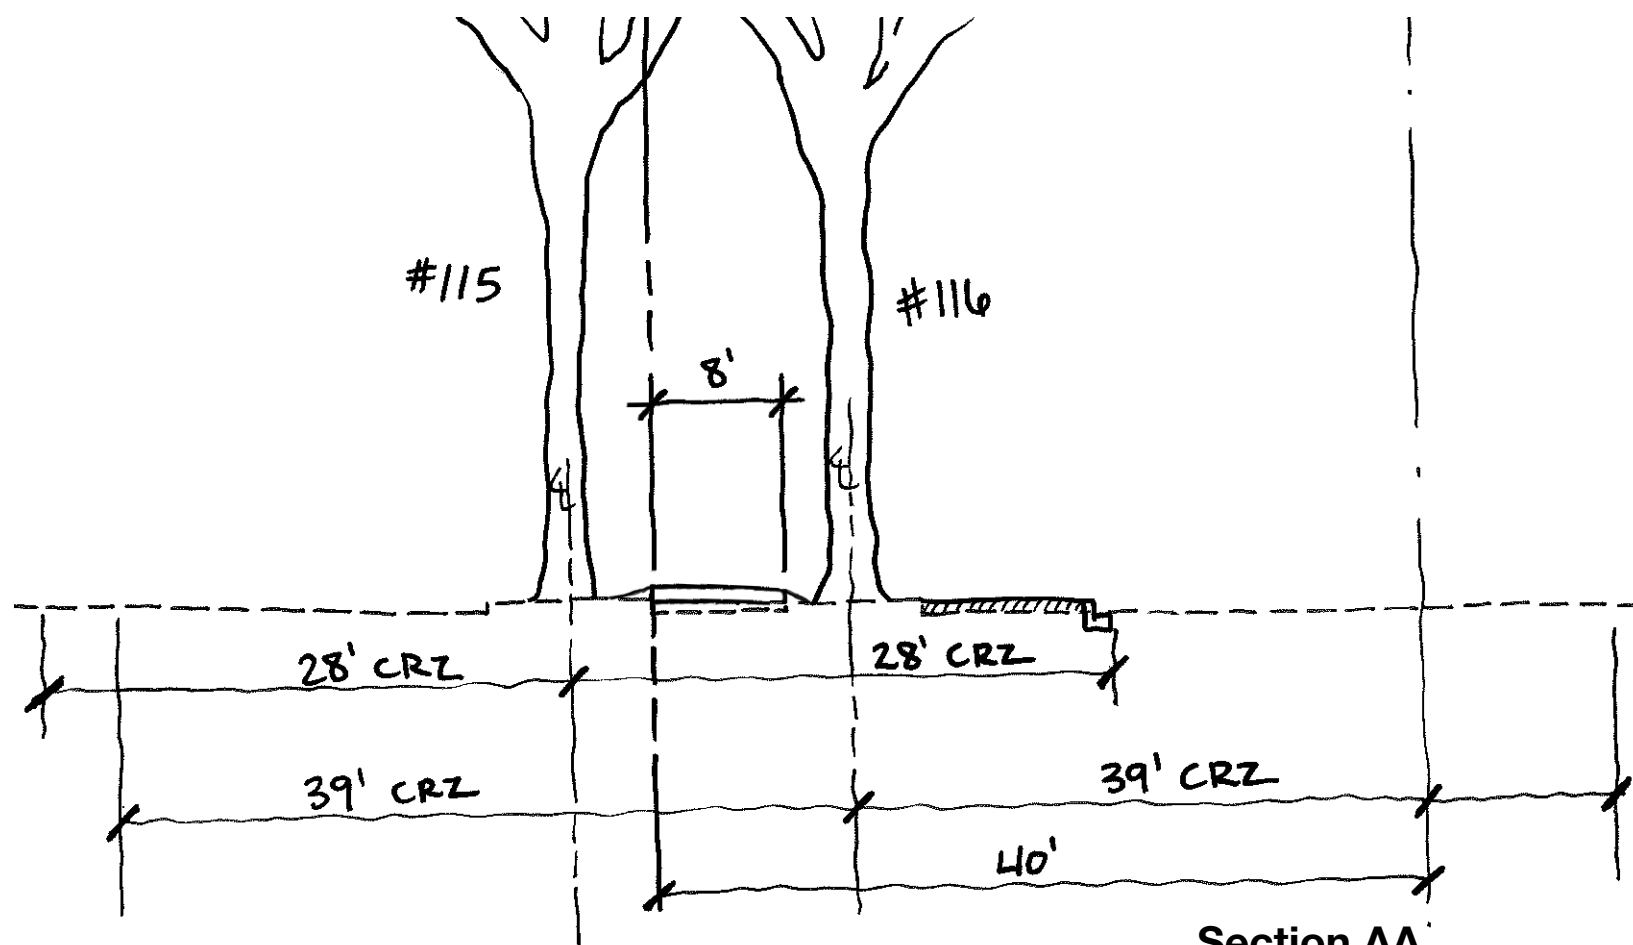 #115
#116
8'
℄
℄
28' CRZ
28' CRZ
39' CRZ
39' CRZ
40'
Section AA'